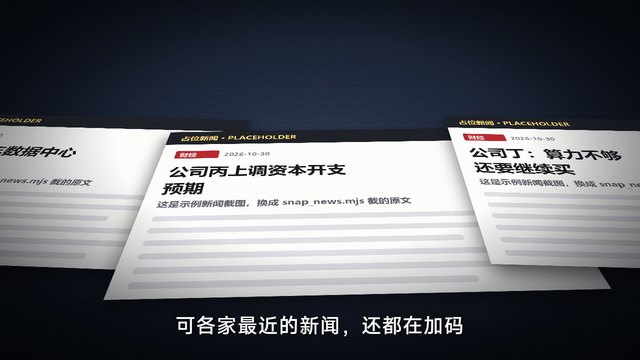 EHOLDER
数据中心
_news.mjs 截的原文
占位新闻 · PLACEHOLDER
财经 2026-10-30
公司丙上调资本开支
预期
这是示例新闻截图，换成 snap_news.mjs 截的原文
占位新闻 · PLACEHOLDER
财经 2026-10-30
公司丁：算力不够
还要继续买
这是示例新闻截图，换成 snap_n
可各家最近的新闻，还都在加码